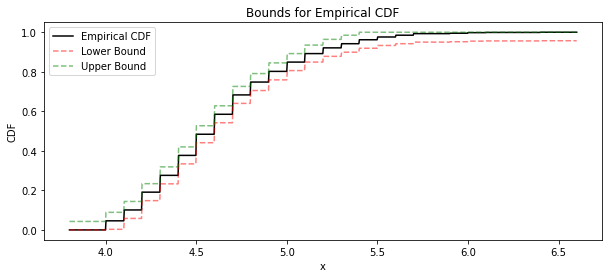 Bounds for Empirical CDF
Empirical CDF
Lower Bound
Upper Bound
CDF
1.0
0.8
0.6
0.4
0.2
0.0
4.0 4.5 5.0 5.5 6.0 6.5
x